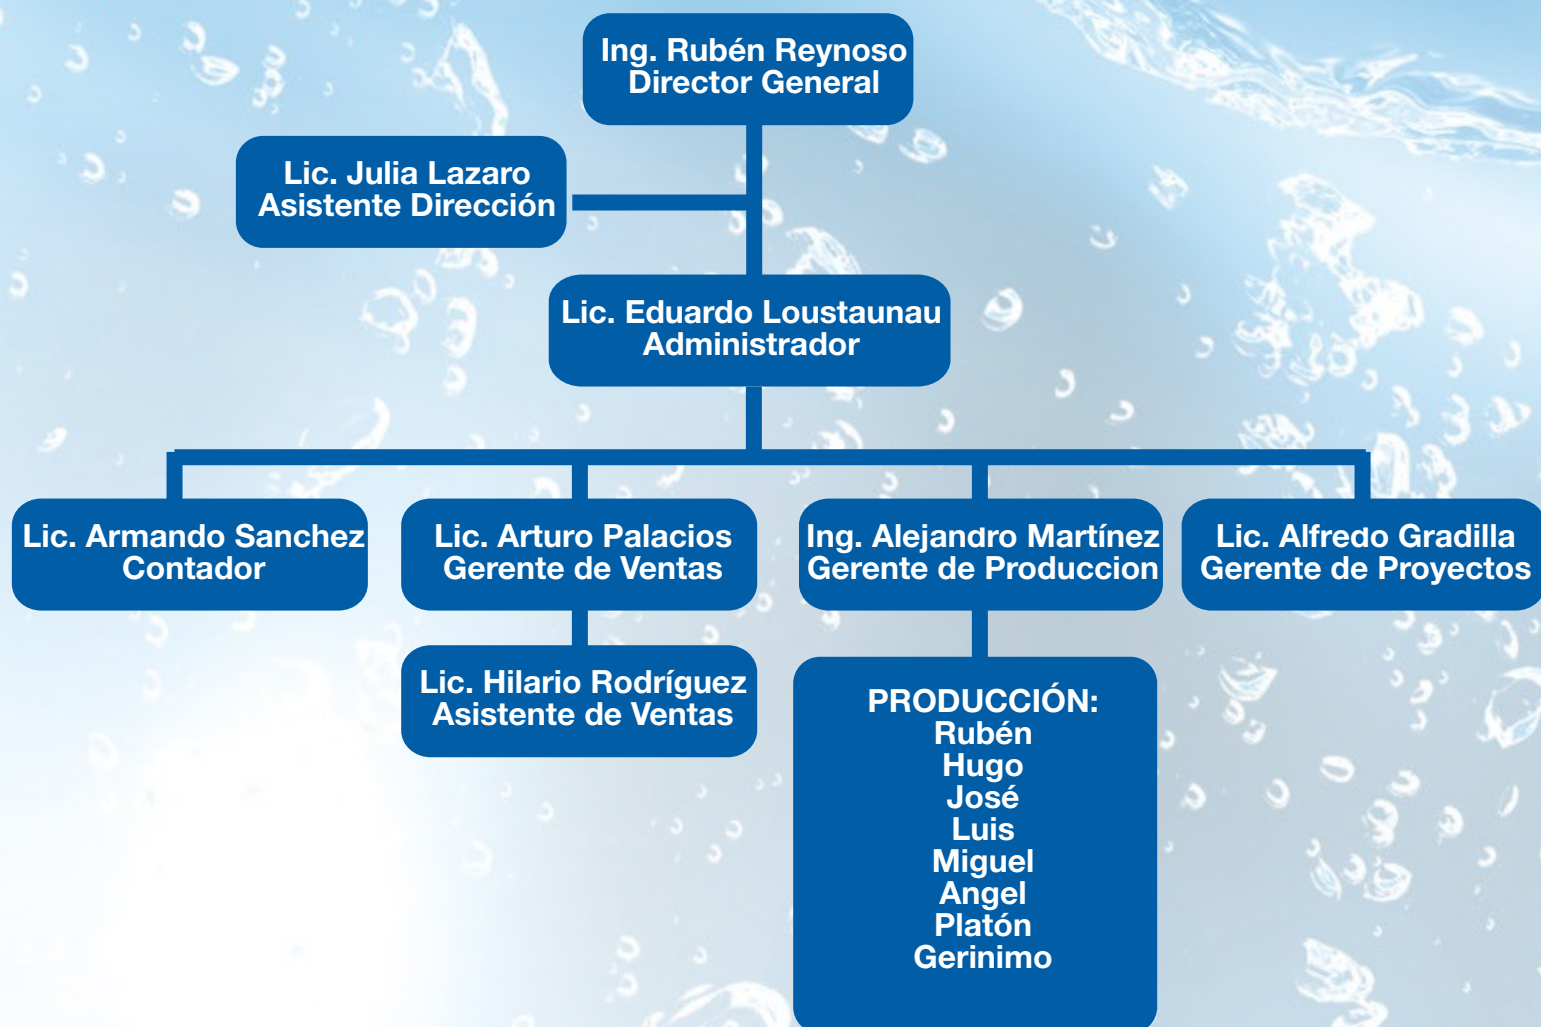 Ing. Rubén Reynoso
Director General
Lic. Julia Lazaro
Asistente Dirección
Lic. Eduardo Loustaunau
Administrador
Lic. Armando Sanchez
Contador
Lic. Arturo Palacios
Gerente de Ventas
Ing. Alejandro Martínez
Gerente de Produccion
Lic. Alfredo Gradilla
Gerente de Proyectos
Lic. Hilario Rodríguez
Asistente de Ventas
PRODUCCIÓN:
Rubén
Hugo
José
Luis
Miguel
Angel
Platón
Gerinimo